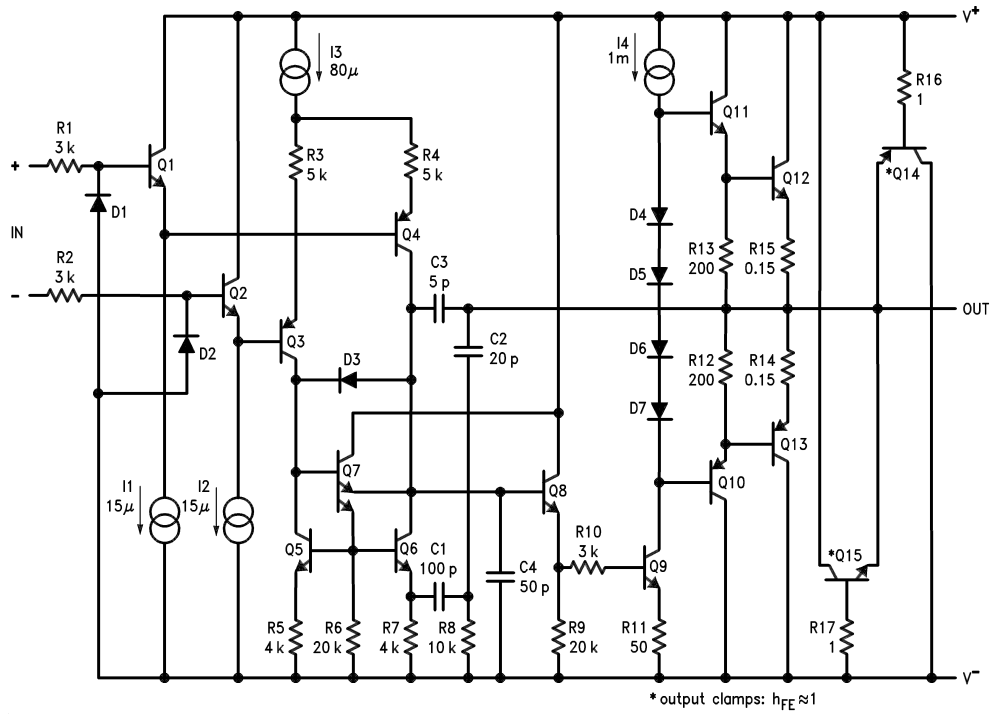 V+
I3
80µ
I4
1m
R16
1
Q11
R1
3 k
+
Q1
R3
5 k
R4
5 k
*Q14
Q12
D1
IN
Q4
D4
R2
3 k
C3
5 p
D5
R13
200
R15
0.15
-
Q2
OUT
Q3
C2
20 p
D2
D3
D6
R12
200
R14
0.15
D7
Q13
Q7
Q10
I1
15µ
I2
15µ
Q8
R10
3 k
Q5
Q6
C1
100 p
C4
50 p
Q9
*Q15
R5
4 k
R6
20 k
R7
4 k
R8
10 k
R9
20 k
R11
50
R17
1
V-
* output clamps: hFE≈1